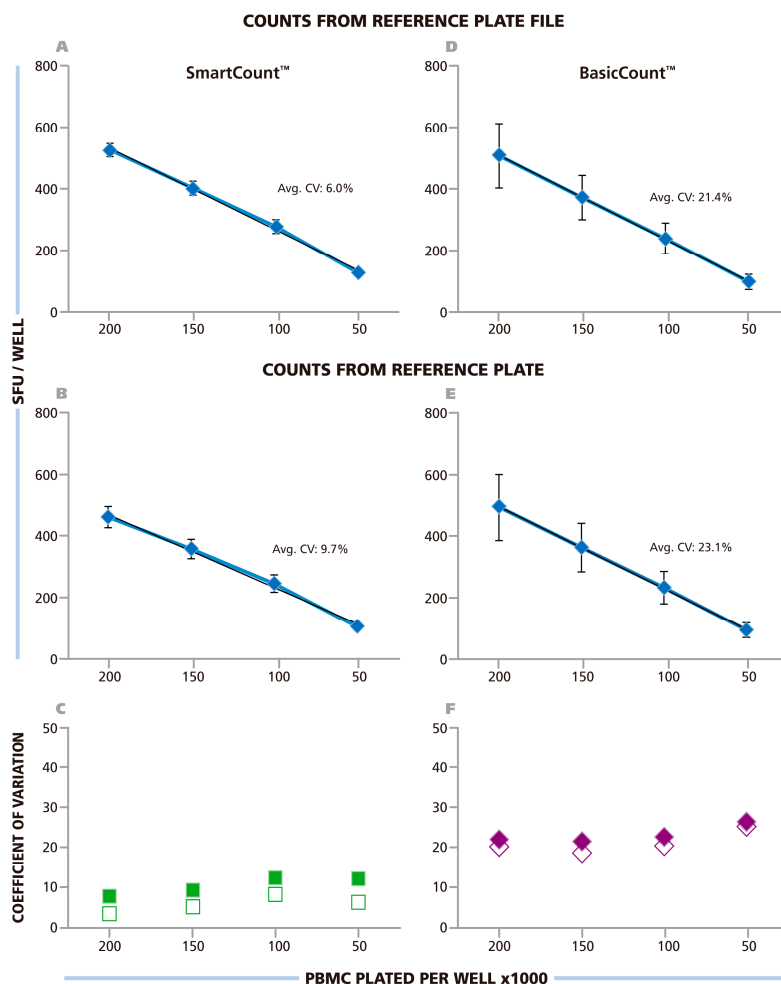 COUNTS FROM REFERENCE PLATE FILE
A
D
SmartCount™
BasicCount™
800
600
400
200
0
Avg. CV: 6.0%
200 150 100 50
800
600
400
200
0
Avg. CV: 21.4%
200 150 100 50
SFU / WELL
COUNTS FROM REFERENCE PLATE
B
E
800
600
400
200
0
Avg. CV: 9.7%
200 150 100 50
800
600
400
200
0
Avg. CV: 23.1%
200 150 100 50
C
F
COEFFICIENT OF VARIATION
50
40
30
20
10
0
200 150 100 50
50
40
30
20
10
0
200 150 100 50
PBMC PLATED PER WELL x1000